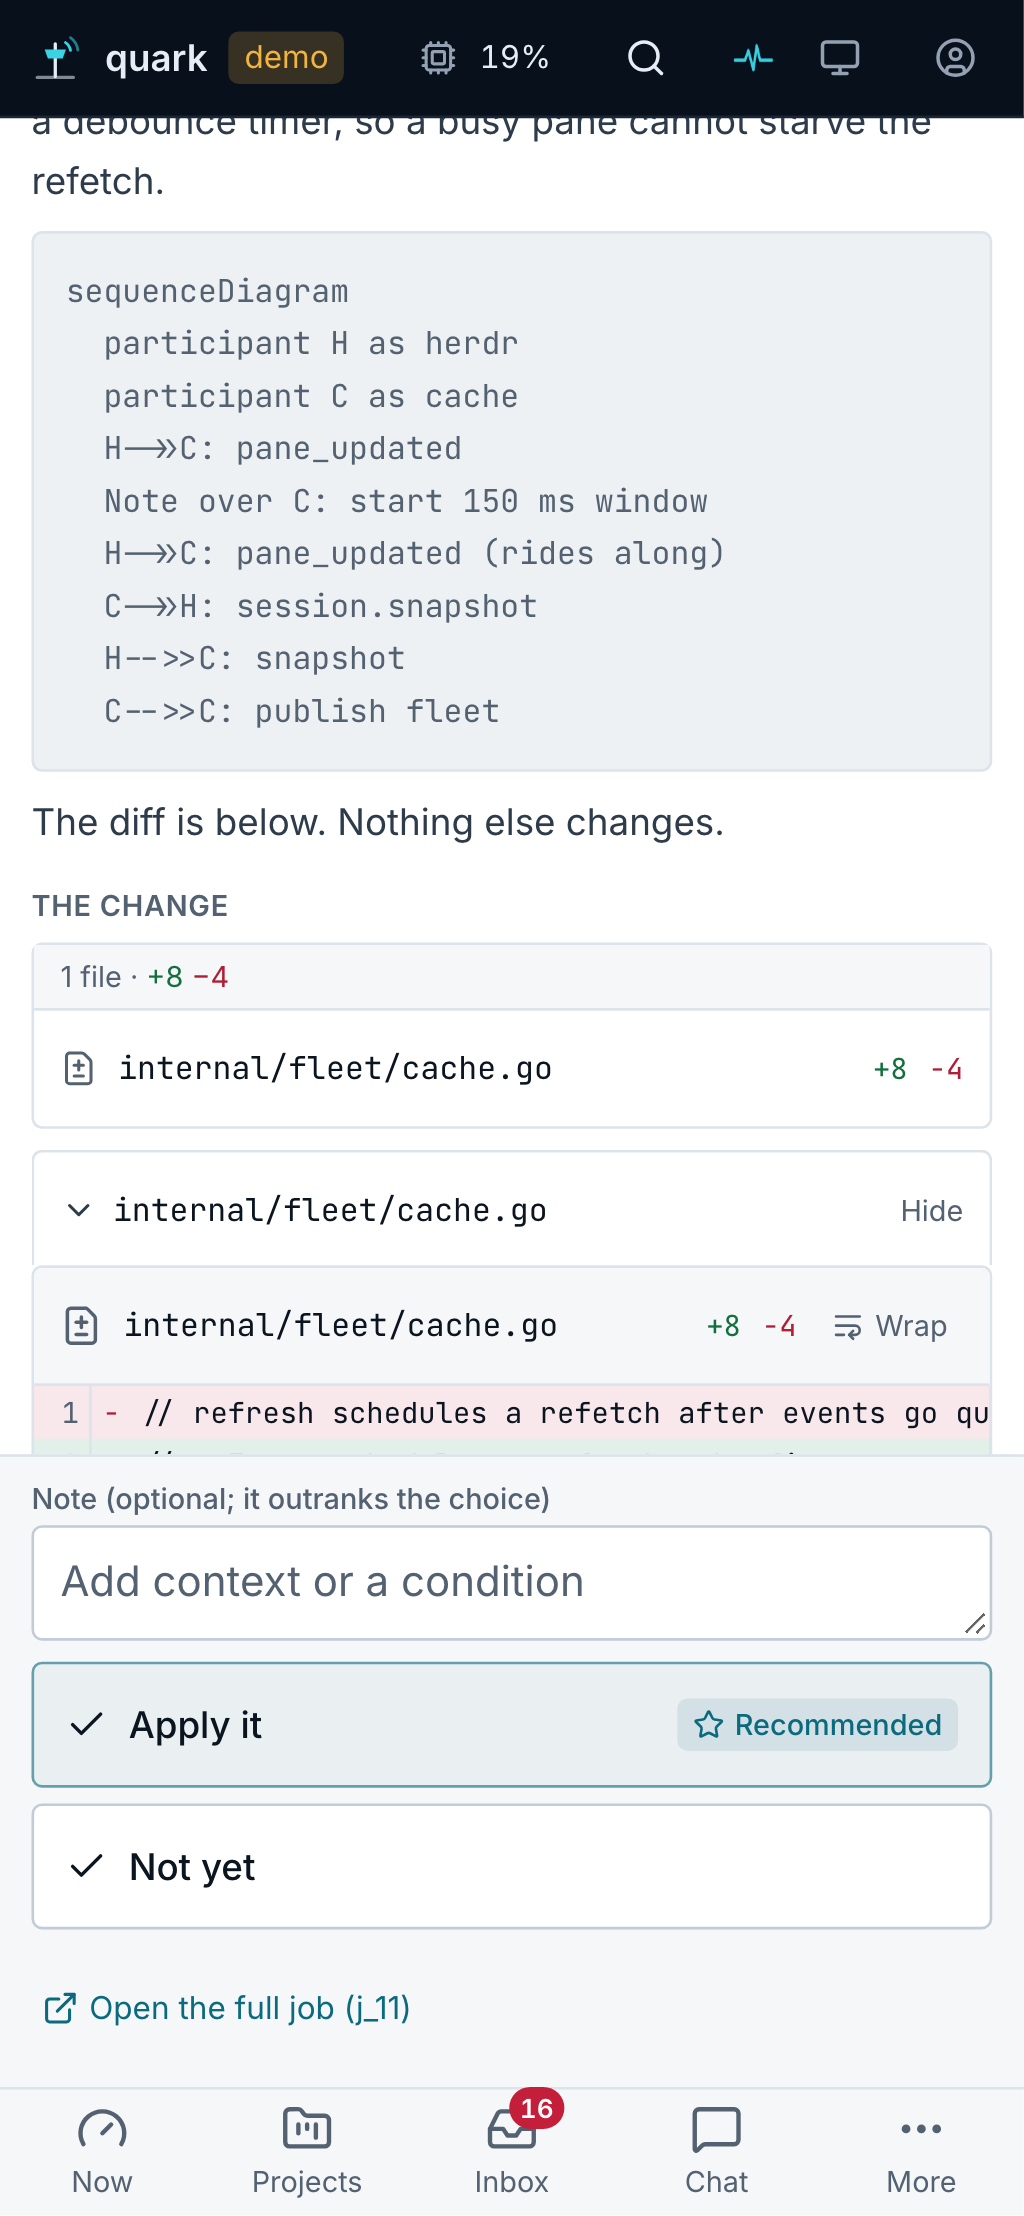 quark demo 19%
a debounce timer, so a busy pane cannot starve the
refetch.
sequenceDiagram
participant H as herdr
participant C as cache
H->>C: pane_updated
Note over C: start 150 ms window
H->>C: pane_updated (rides along)
C->>H: session.snapshot
H-->>C: snapshot
C-->>C: publish fleet
The diff is below. Nothing else changes.
THE CHANGE
1 file · +8 −4
internal/fleet/cache.go +8 -4
internal/fleet/cache.go Hide
internal/fleet/cache.go +8 -4 Wrap
1 - // refresh schedules a refetch after events go qu
Note (optional; it outranks the choice)
Add context or a condition
Apply it Recommended
Not yet
Open the full job (j_11)
16
Now Projects Inbox Chat More